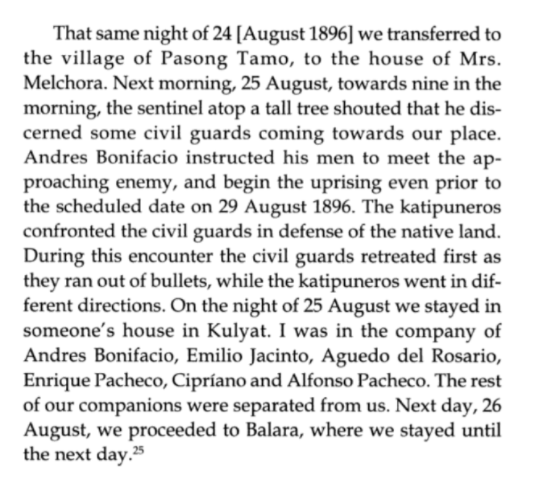 That same night of 24 [August 1896] we transferred to
the village of Pasong Tamo, to the house of Mrs.
Melchora. Next morning, 25 August, towards nine in the
morning, the sentinel atop a tall tree shouted that he dis-
cerned some civil guards coming towards our place.
Andres Bonifacio instructed his men to meet the ap-
proaching enemy, and begin the uprising even prior to
the scheduled date on 29 August 1896. The katipuneros
confronted the civil guards in defense of the native land.
During this encounter the civil guards retreated first as
they ran out of bullets, while the katipuneros went in dif-
ferent directions. On the night of 25 August we stayed in
someone's house in Kulyat. I was in the company of
Andres Bonifacio, Emilio Jacinto, Aguedo del Rosario,
Enrique Pacheco, Cipríano and Alfonso Pacheco. The rest
of our companions were separated from us. Next day, 26
August, we proceeded to Balara, where we stayed until
the next day.²⁵